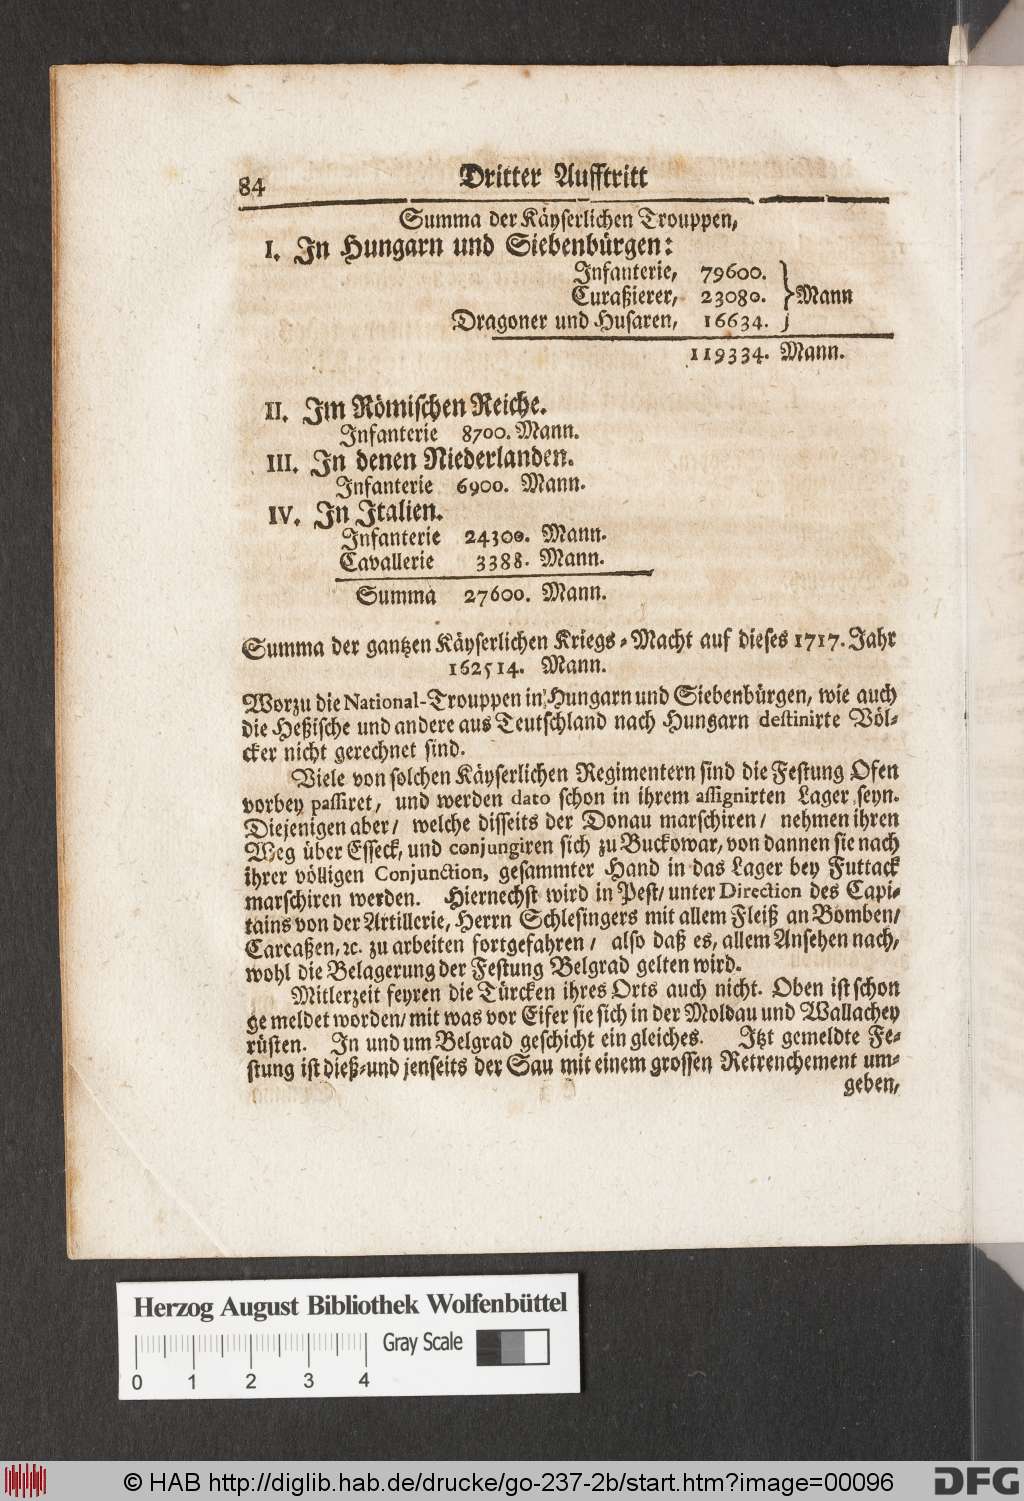 84 Dritter Aufftritt
Summa der Käyserlichen Trouppen,
I. In Hungarn und Siebenbürgen:
Infanterie, 79600.
Curaßierer, 23080. } Mann
Dragoner und Husaren, 16634.
119334. Mann.
II. Im Römischen Reiche.
Infanterie 8700. Mann.
III. In denen Niederlanden.
Infanterie 6900. Mann.
IV. In Italien.
Infanterie 24300. Mann.
Cavallerie 3388. Mann.
Summa 27600. Mann.
Summa der gantzen Käyserlichen Kriegs-Macht auf dieses 1717. Jahr
162514. Mann.
Worzu die National-Trouppen in Hungarn und Siebenbürgen, wie auch
die Heßische und andere aus Teutschland nach Hungarn destinirte Völ-
cker nicht gerechnet sind.
Viele von solchen Käyserlichen Regimentern sind die Festung Ofen
vorbey passiret, und werden dato schon in ihrem assignirten Lager seyn.
Diejenigen aber/ welche disseits der Donau marschiren/ nehmen ihren
Weg über Esseck, und conjungiren sich zu Buckowar, von dannen sie nach
ihrer völligen Conjunction, gesammter Hand in das Lager bey Futtack
marschiren werden. Hiernechst wird in Pest/ unter Direction des Capi-
tains von der Artillerie, Herrn Schlesingers mit allem Fleiß an Bomben/
Carcaßen, ꝛc. zu arbeiten fortgefahren/ also daß es, allem Ansehen nach,
wohl die Belagerung der Festung Belgrad gelten wird.
Mitlerzeit feyren die Türcken ihres Orts auch nicht. Oben ist schon
gemeldet worden/ mit was vor Eifer sie sich in der Moldau und Wallachey
rüsten. In und um Belgrad geschicht ein gleiches. Itzt gemeldte Fe-
stung ist dieß-und jenseits der Sau mit einem grossen Retrenchement um-
geben,
Herzog August Bibliothek Wolfenbüttel
Gray Scale
0 1 2 3 4
© HAB http://diglib.hab.de/drucke/go-237-2b/start.htm?image=00096
DFG